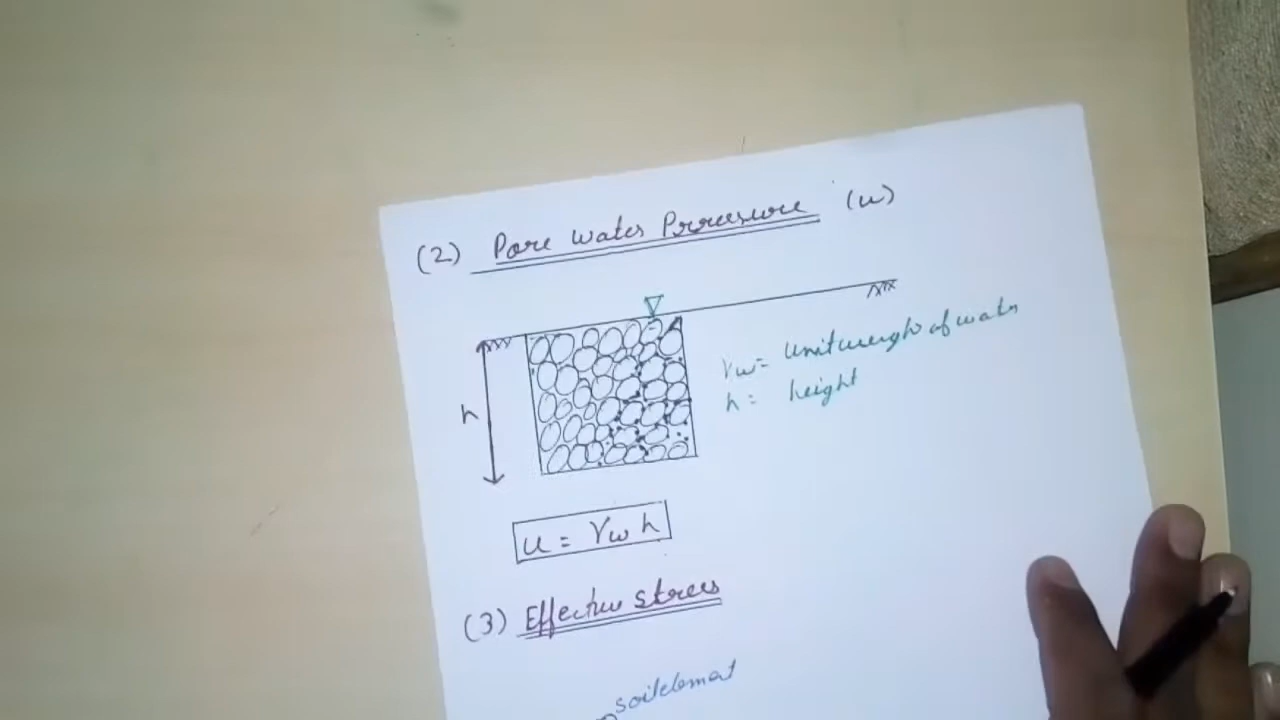 (2) Pore Water Pressure (u)
γw = unit weight of water
h = height
h
u = γw h
(3) Effective stress
soil element